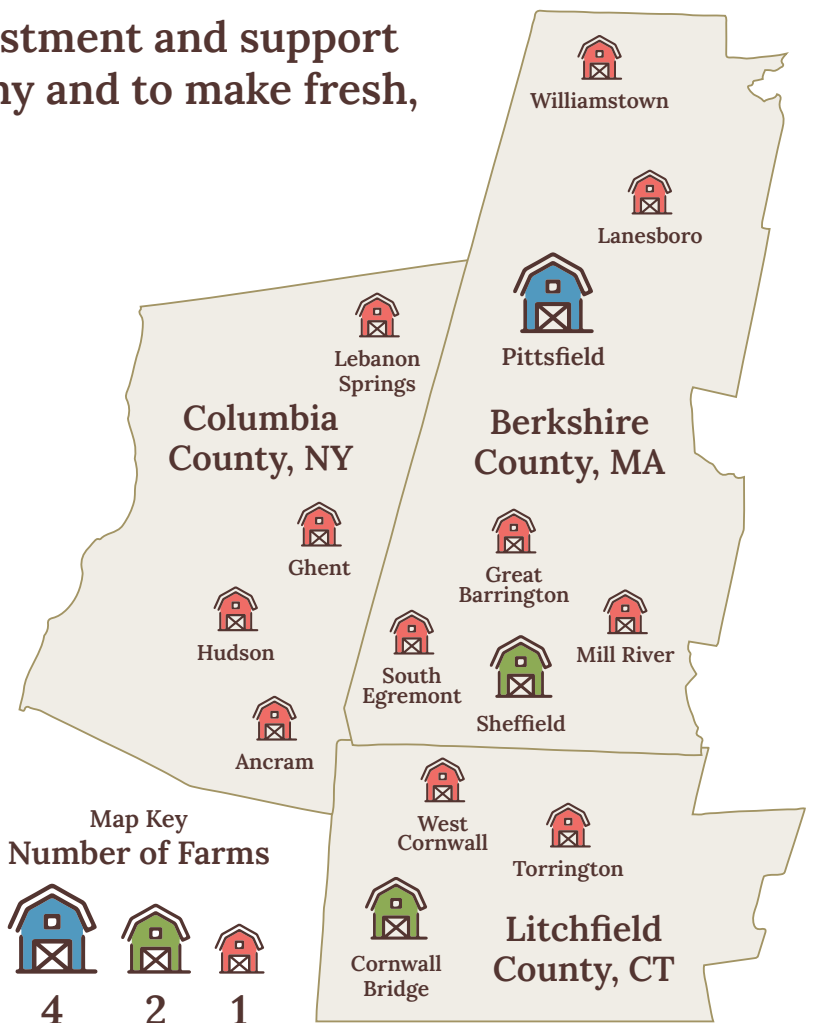 stment and support
ny and to make fresh,
Williamstown
Lanesboro
Pittsfield
Lebanon
Springs
Columbia
County, NY
Berkshire
County, MA
Ghent
Great
Barrington
Hudson
Mill River
South
Egremont
Sheffield
Ancram
West
Cornwall
Torrington
Cornwall
Bridge
Litchfield
County, CT
Map Key
Number of Farms
4 2 1